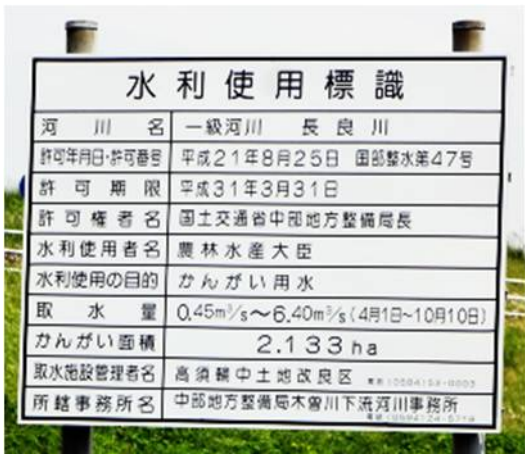 水利使用標識
河川名 一級河川 長良川
許可年月日・許可番号 平成21年8月25日 国部整水第47号
許可期限 平成31年3月31日
許可権者名 国土交通省中部地方整備局長
水利使用者名 農林水産大臣
水利使用の目的 かんがい用水
取水量 0.45m³/s～6.40m³/s(4月1日~10月10日)
かんがい面積 2.133ha
取水施設管理者名 高須輪中土地改良区
所轄事務所名 中部地方整備局木曽川下流河川事務所